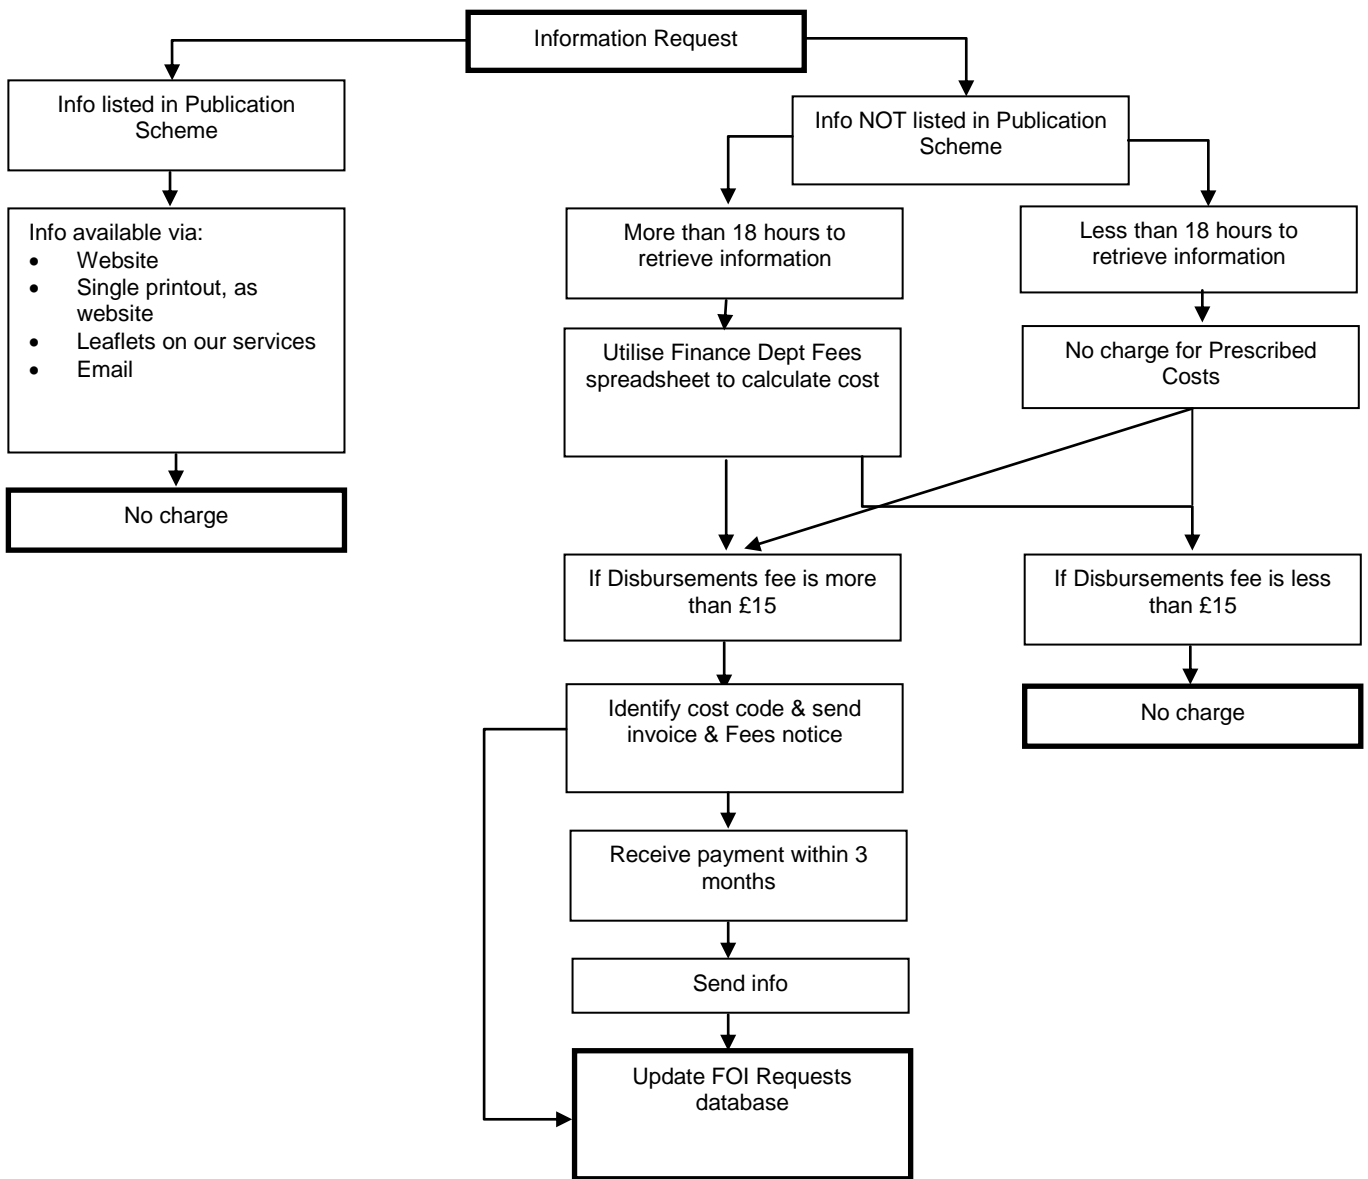 Information Request
Info listed in Publication
Scheme
Info NOT listed in Publication
Scheme
Info available via:
• Website
• Single printout, as
website
• Leaflets on our services
• Email
More than 18 hours to
retrieve information
Less than 18 hours to
retrieve information
Utilise Finance Dept Fees
spreadsheet to calculate cost
No charge for Prescribed
Costs
No charge
If Disbursements fee is more
than £15
If Disbursements fee is less
than £15
Identify cost code & send
invoice & Fees notice
No charge
Receive payment within 3
months
Send info
Update FOI Requests
database